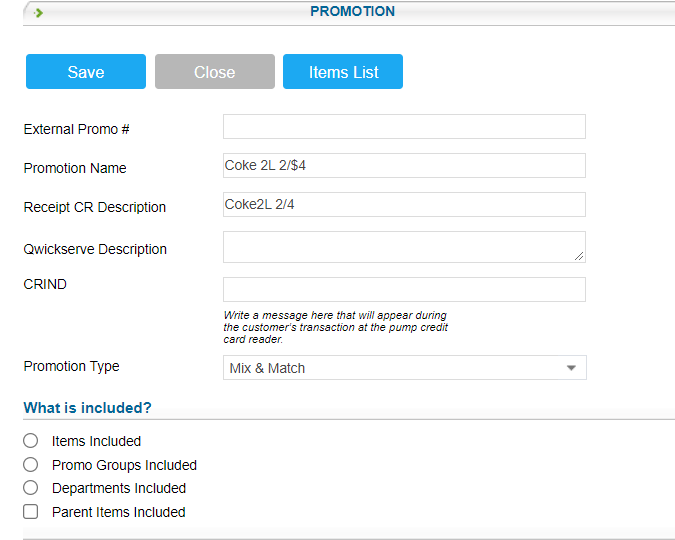 PROMOTION
Save
Close
Items List
External Promo #
Promotion Name
Coke 2L 2/$4
Receipt CR Description
Coke2L 2/4
Qwickserve Description
CRIND
Write a message here that will appear during
the customer's transaction at the pump credit
card reader.
Promotion Type
Mix & Match
What is included?
Items Included
Promo Groups Included
Departments Included
Parent Items Included